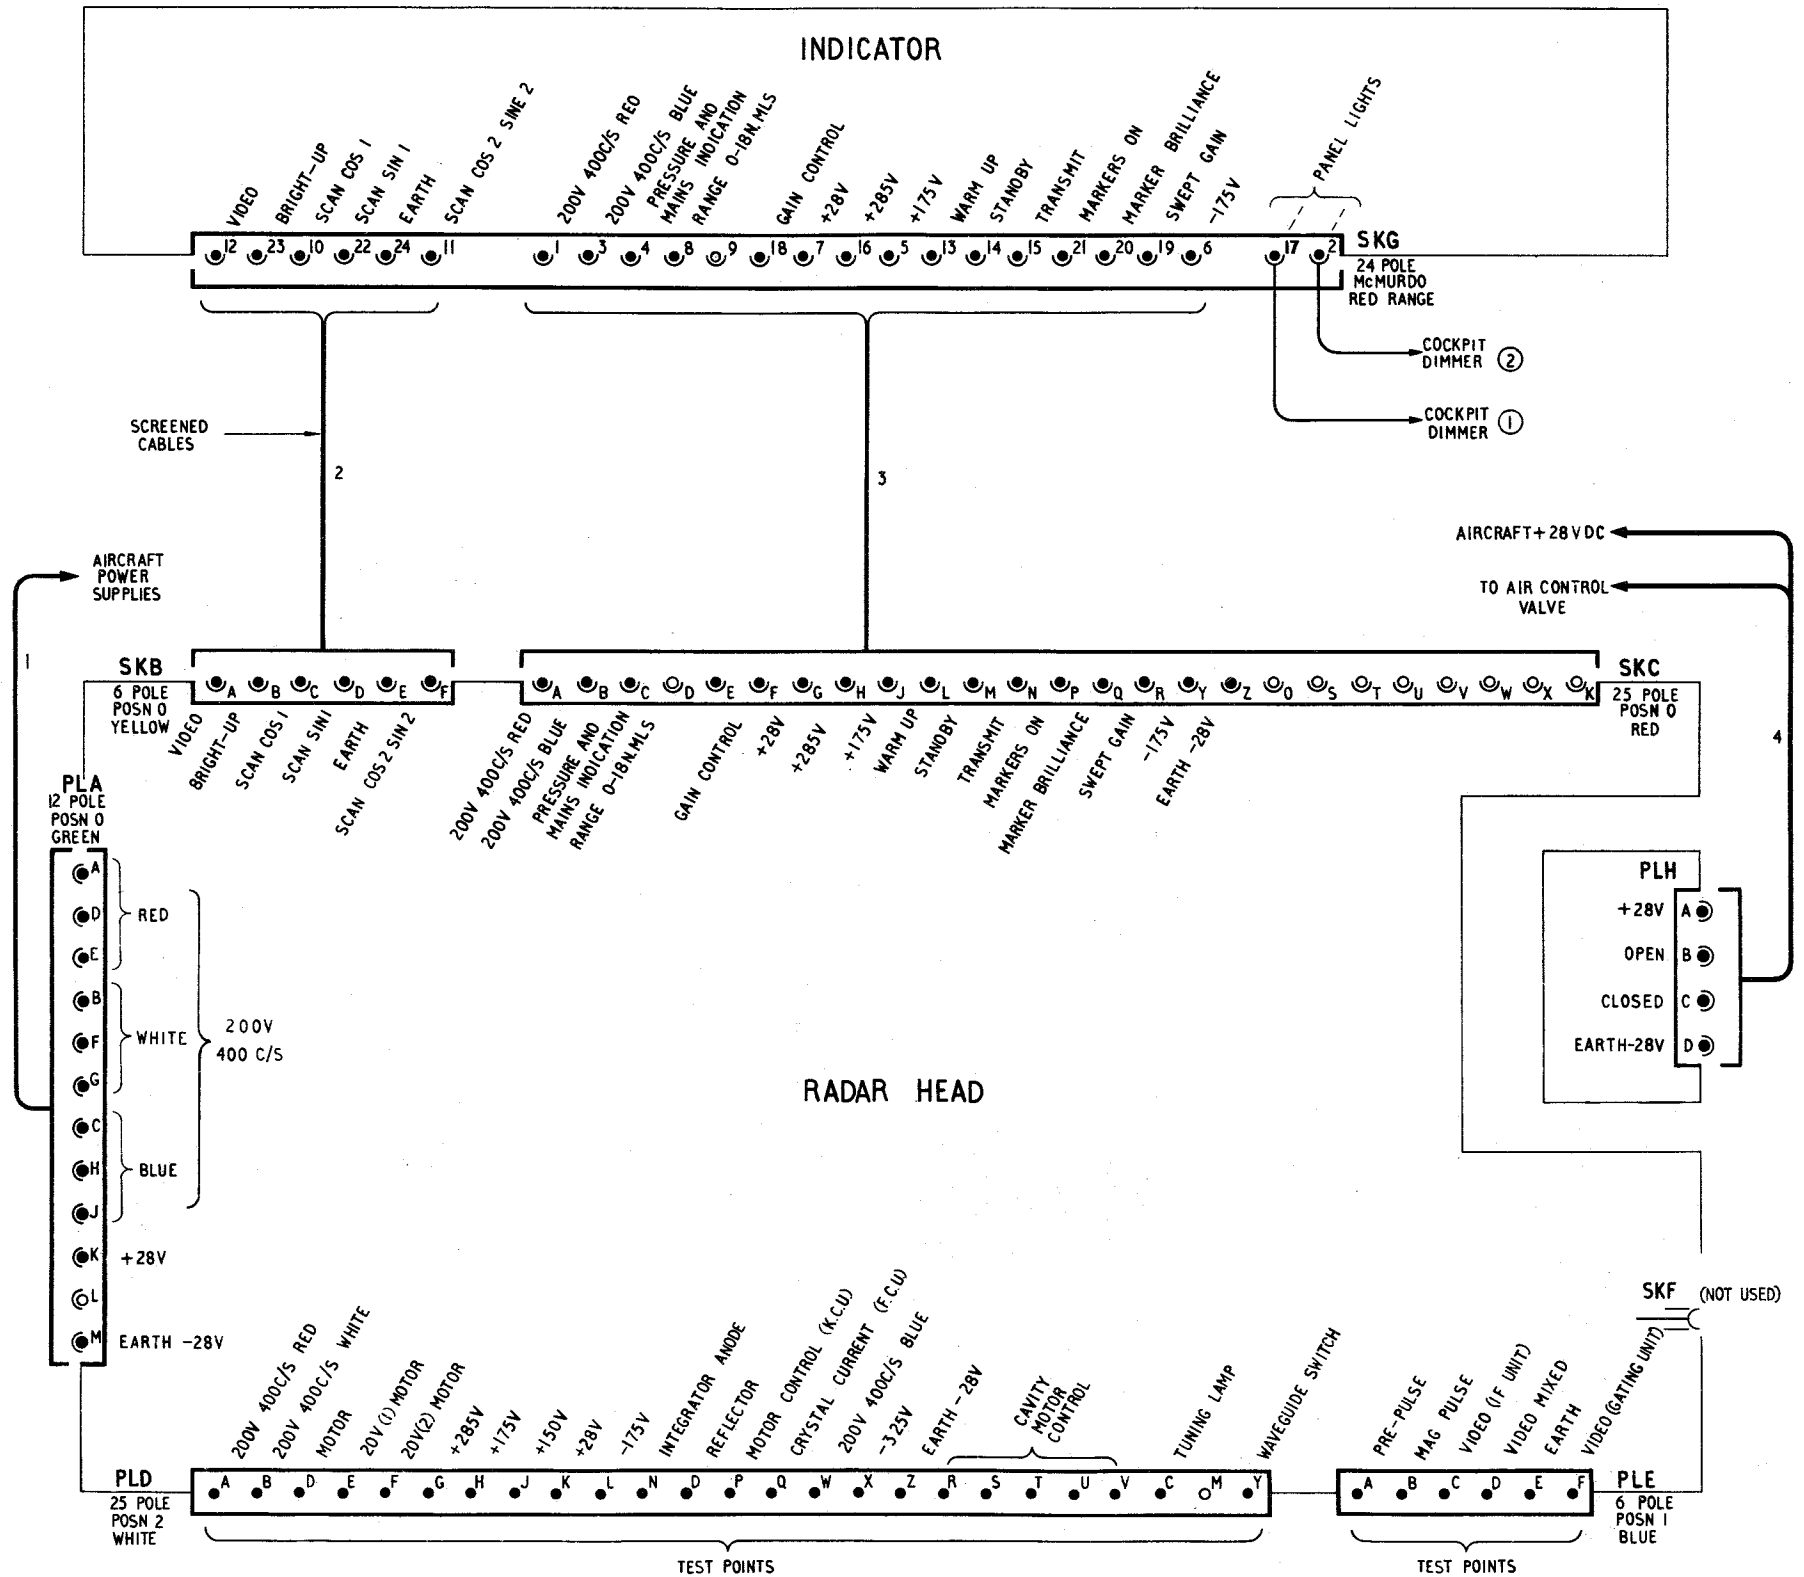 INDICATOR
VIDEO
BRIGHT-UP
SCAN COS 1
SCAN SIN 1
EARTH
SCAN COS 2 SINE 2
200V 400C/S RED
200V 400C/S BLUE
PRESSURE AND
MAINS INDICATION
RANGE 0-18N.MLS
GAIN CONTROL
+28V
+285V
+175V
WARM UP
STANDBY
TRANSMIT
MARKERS ON
MARKER BRILLIANCE
SWEPT GAIN
-175V
PANEL LIGHTS
12 23 10 22 24 11 1 3 4 8 9 18 7 16 5 13 14 15 21 20 19 6 17 2
SKG
24 POLE
McMURDO
RED RANGE
COCKPIT
DIMMER 2
COCKPIT
DIMMER 1
SCREENED
CABLES
2
3
AIRCRAFT+28VDC
TO AIR CONTROL
VALVE
AIRCRAFT
POWER
SUPPLIES
1
4
SKB
6 POLE
POSN 0
YELLOW
A B C D E F
VIDEO
BRIGHT-UP
SCAN COS 1
SCAN SIN 1
EARTH
SCAN COS 2 SIN 2
A B C D E F G H J L M N P Q R Y Z O S T U V W X K
SKC
25 POLE
POSN 0
RED
200V 400C/S RED
200V 400C/S BLUE
PRESSURE AND
MAINS INDICATION
RANGE 0-18N.MLS
GAIN CONTROL
+28V
+285V
+175V
WARM UP
STANDBY
TRANSMIT
MARKERS ON
MARKER BRILLIANCE
SWEPT GAIN
-175V
EARTH -28V
PLA
12 POLE
POSN 0
GREEN
A
D RED
E
B
F WHITE
G
200V
400 C/S
C
H BLUE
J
K +28V
L
M EARTH -28V
RADAR HEAD
PLH
+28V A
OPEN B
CLOSED C
EARTH-28V D
SKF (NOT USED)
200V 400C/S RED
200V 400C/S WHITE
MOTOR
20V(1) MOTOR
20V(2) MOTOR
+285V
+175V
+150V
+28V
-175V
INTEGRATOR ANODE
REFLECTOR
MOTOR CONTROL (K.C.U)
CRYSTAL CURRENT (F.C.U)
200V 400C/S BLUE
-325V
EARTH-28V
CAVITY
MOTOR
CONTROL
TUNING LAMP
WAVEGUIDE SWITCH
PRE-PULSE
MAG PULSE
VIDEO (IF UNIT)
VIDEO MIXED
EARTH
VIDEO(GATING UNIT)
PLD
25 POLE
POSN 2
WHITE
A B D E F G H J K L N D P Q W X Z R S T U V C M Y
A B C D E F
PLE
6 POLE
POSN 1
BLUE
TEST POINTS
TEST POINTS